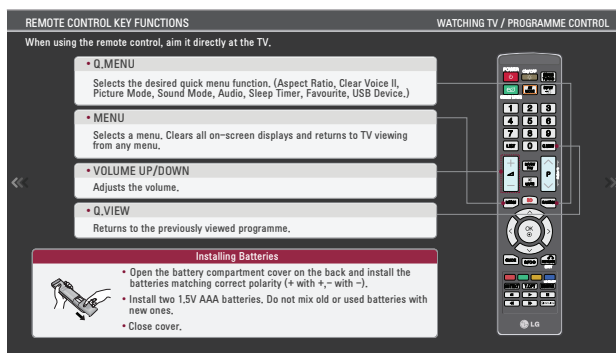 REMOTE CONTROL KEY FUNCTIONS
WATCHING TV / PROGRAMME CONTROL
When using the remote control, aim it directly at the TV.
• Q.MENU
Selects the desired quick menu function. (Aspect Ratio, Clear Voice II,
Picture Mode, Sound Mode, Audio, Sleep Timer, Favourite, USB Device.)
• MENU
Selects a menu. Clears all on-screen displays and returns to TV viewing
from any menu.
• VOLUME UP/DOWN
Adjusts the volume.
• Q.VIEW
Returns to the previously viewed programme.
Installing Batteries
• Open the battery compartment cover on the back and install the
batteries matching correct polarity (+ with +,- with -).
• Install two 1.5V AAA batteries. Do not mix old or used batteries with
new ones.
• Close cover.
POWER
1 2 3
4 5 6
7 8 9
LIST 0 Q.VIEW
+
P
-
OK
LG